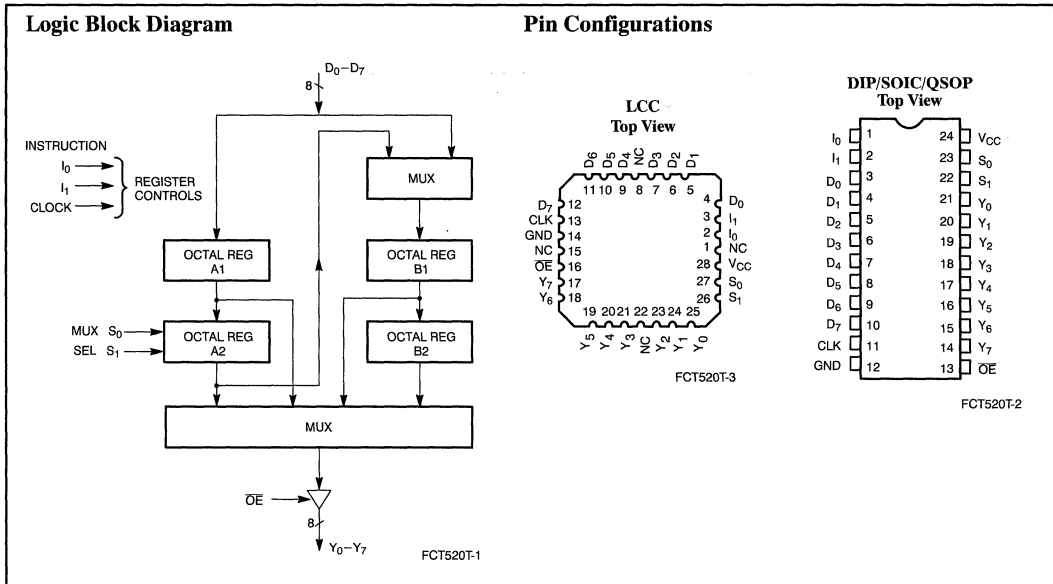 Logic Block Diagram
D0–D7
8
INSTRUCTION
I0
I1
CLOCK
REGISTER
CONTROLS
MUX
OCTAL REG
A1
OCTAL REG
B1
MUX S0
SEL S1
OCTAL REG
A2
OCTAL REG
B2
MUX
OE
8
Y0–Y7
FCT520T-1
Pin Configurations
LCC
Top View
D6 D5 D4 NC D3 D2 D1
11 10 9 8 7 6 5
D7 12
CLK 13
GND 14
NC 15
OE 16
Y7 17
Y6 18
4 D0
3 I1
2 I0
1 NC
28 VCC
27 S0
26 S1
19 20 21 22 23 24 25
Y5 Y4 Y3 NC Y2 Y1 Y0
FCT520T-3
DIP/SOIC/QSOP
Top View
I0 1 24 VCC
I1 2 23 S0
D0 3 22 S1
D1 4 21 Y0
D2 5 20 Y1
D3 6 19 Y2
D4 7 18 Y3
D5 8 17 Y4
D6 9 16 Y5
D7 10 15 Y6
CLK 11 14 Y7
GND 12 13 OE
FCT520T-2